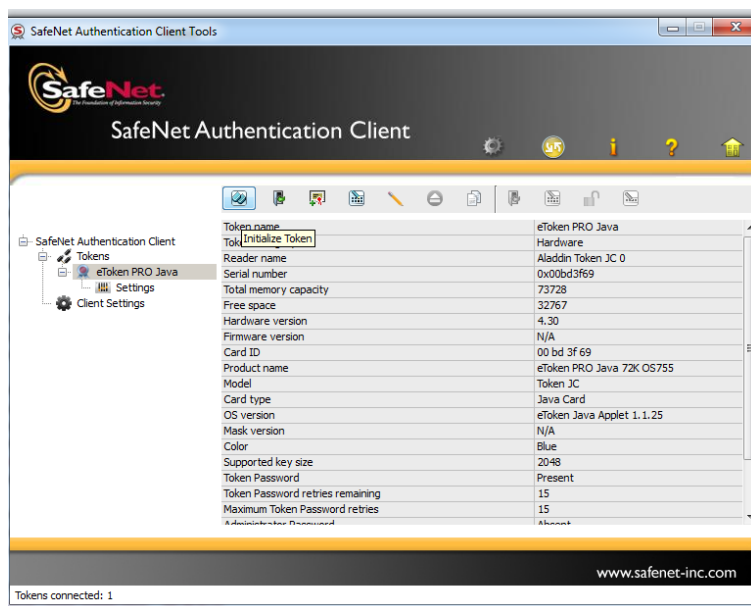 SafeNet Authentication Client Tools
SafeNet.
The Foundation of Information Security
SafeNet Authentication Client
SafeNet Authentication Client
Tokens
eToken PRO Java
Settings
Client Settings
Initialize Token
Token name eToken PRO Java
Hardware
Reader name Aladdin Token JC 0
Serial number 0x00bd3f69
Total memory capacity 73728
Free space 32767
Hardware version 4.30
Firmware version N/A
Card ID 00 bd 3f 69
Product name eToken PRO Java 72K OS755
Model Token JC
Card type Java Card
OS version eToken Java Applet 1.1.25
Mask version N/A
Color Blue
Supported key size 2048
Token Password Present
Token Password retries remaining 15
Maximum Token Password retries 15
Administrator Password Absent
www.safenet-inc.com
Tokens connected: 1